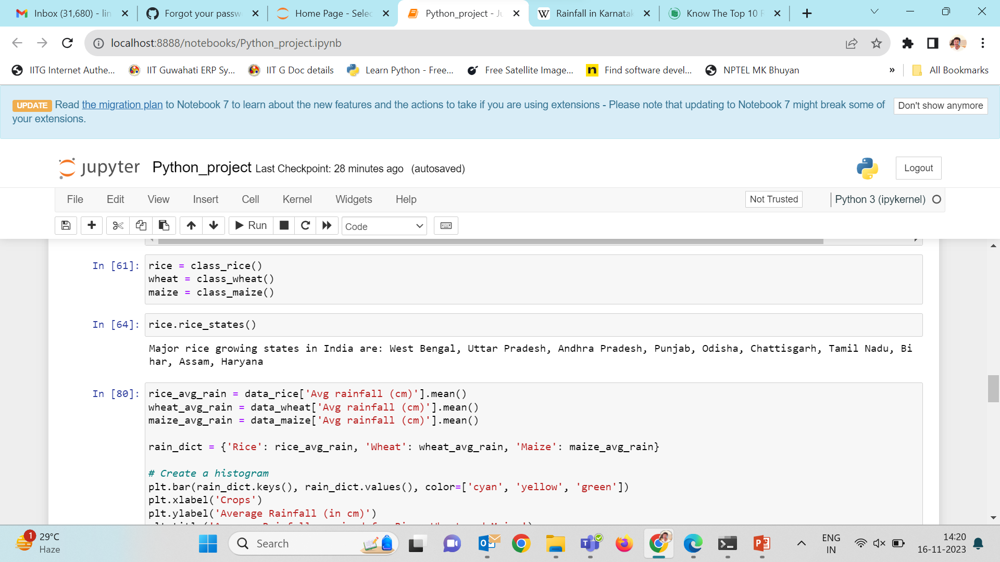 Inbox (31,680) - lin
Forgot your passw
Home Page - Selec
Python_project - Ju
Rainfall in Karnatak
Know The Top 10 R
localhost:8888/notebooks/Python_project.ipynb
IITG Internet Authe...
IIT Guwahati ERP Sy...
IIT G Doc details
Learn Python - Free...
Free Satellite Image...
n
Find software devel...
NPTEL MK Bhuyan
»
All Bookmarks
UPDATE Read the migration plan to Notebook 7 to learn about the new features and the actions to take if you are using extensions - Please note that updating to Notebook 7 might break some of
your extensions.
Don't show anymore
jupyter Python_project Last Checkpoint: 28 minutes ago (autosaved)
Logout
File Edit View Insert Cell Kernel Widgets Help
Not Trusted
Python 3 (ipykernel)
Run
Code
In [61]: rice = class_rice()
wheat = class_wheat()
maize = class_maize()
In [64]: rice.rice_states()
Major rice growing states in India are: West Bengal, Uttar Pradesh, Andhra Pradesh, Punjab, Odisha, Chattisgarh, Tamil Nadu, Bi
har, Assam, Haryana
In [80]: rice_avg_rain = data_rice['Avg rainfall (cm)'].mean()
wheat_avg_rain = data_wheat['Avg rainfall (cm)'].mean()
maize_avg_rain = data_maize['Avg rainfall (cm)'].mean()
rain_dict = {'Rice': rice_avg_rain, 'Wheat': wheat_avg_rain, 'Maize': maize_avg_rain}
# Create a histogram
plt.bar(rain_dict.keys(), rain_dict.values(), color=['cyan', 'yellow', 'green'])
plt.xlabel('Crops')
plt.ylabel('Average Rainfall (in cm)')
1
29°C
Haze
Search
ENG
IN
14:20
16-11-2023